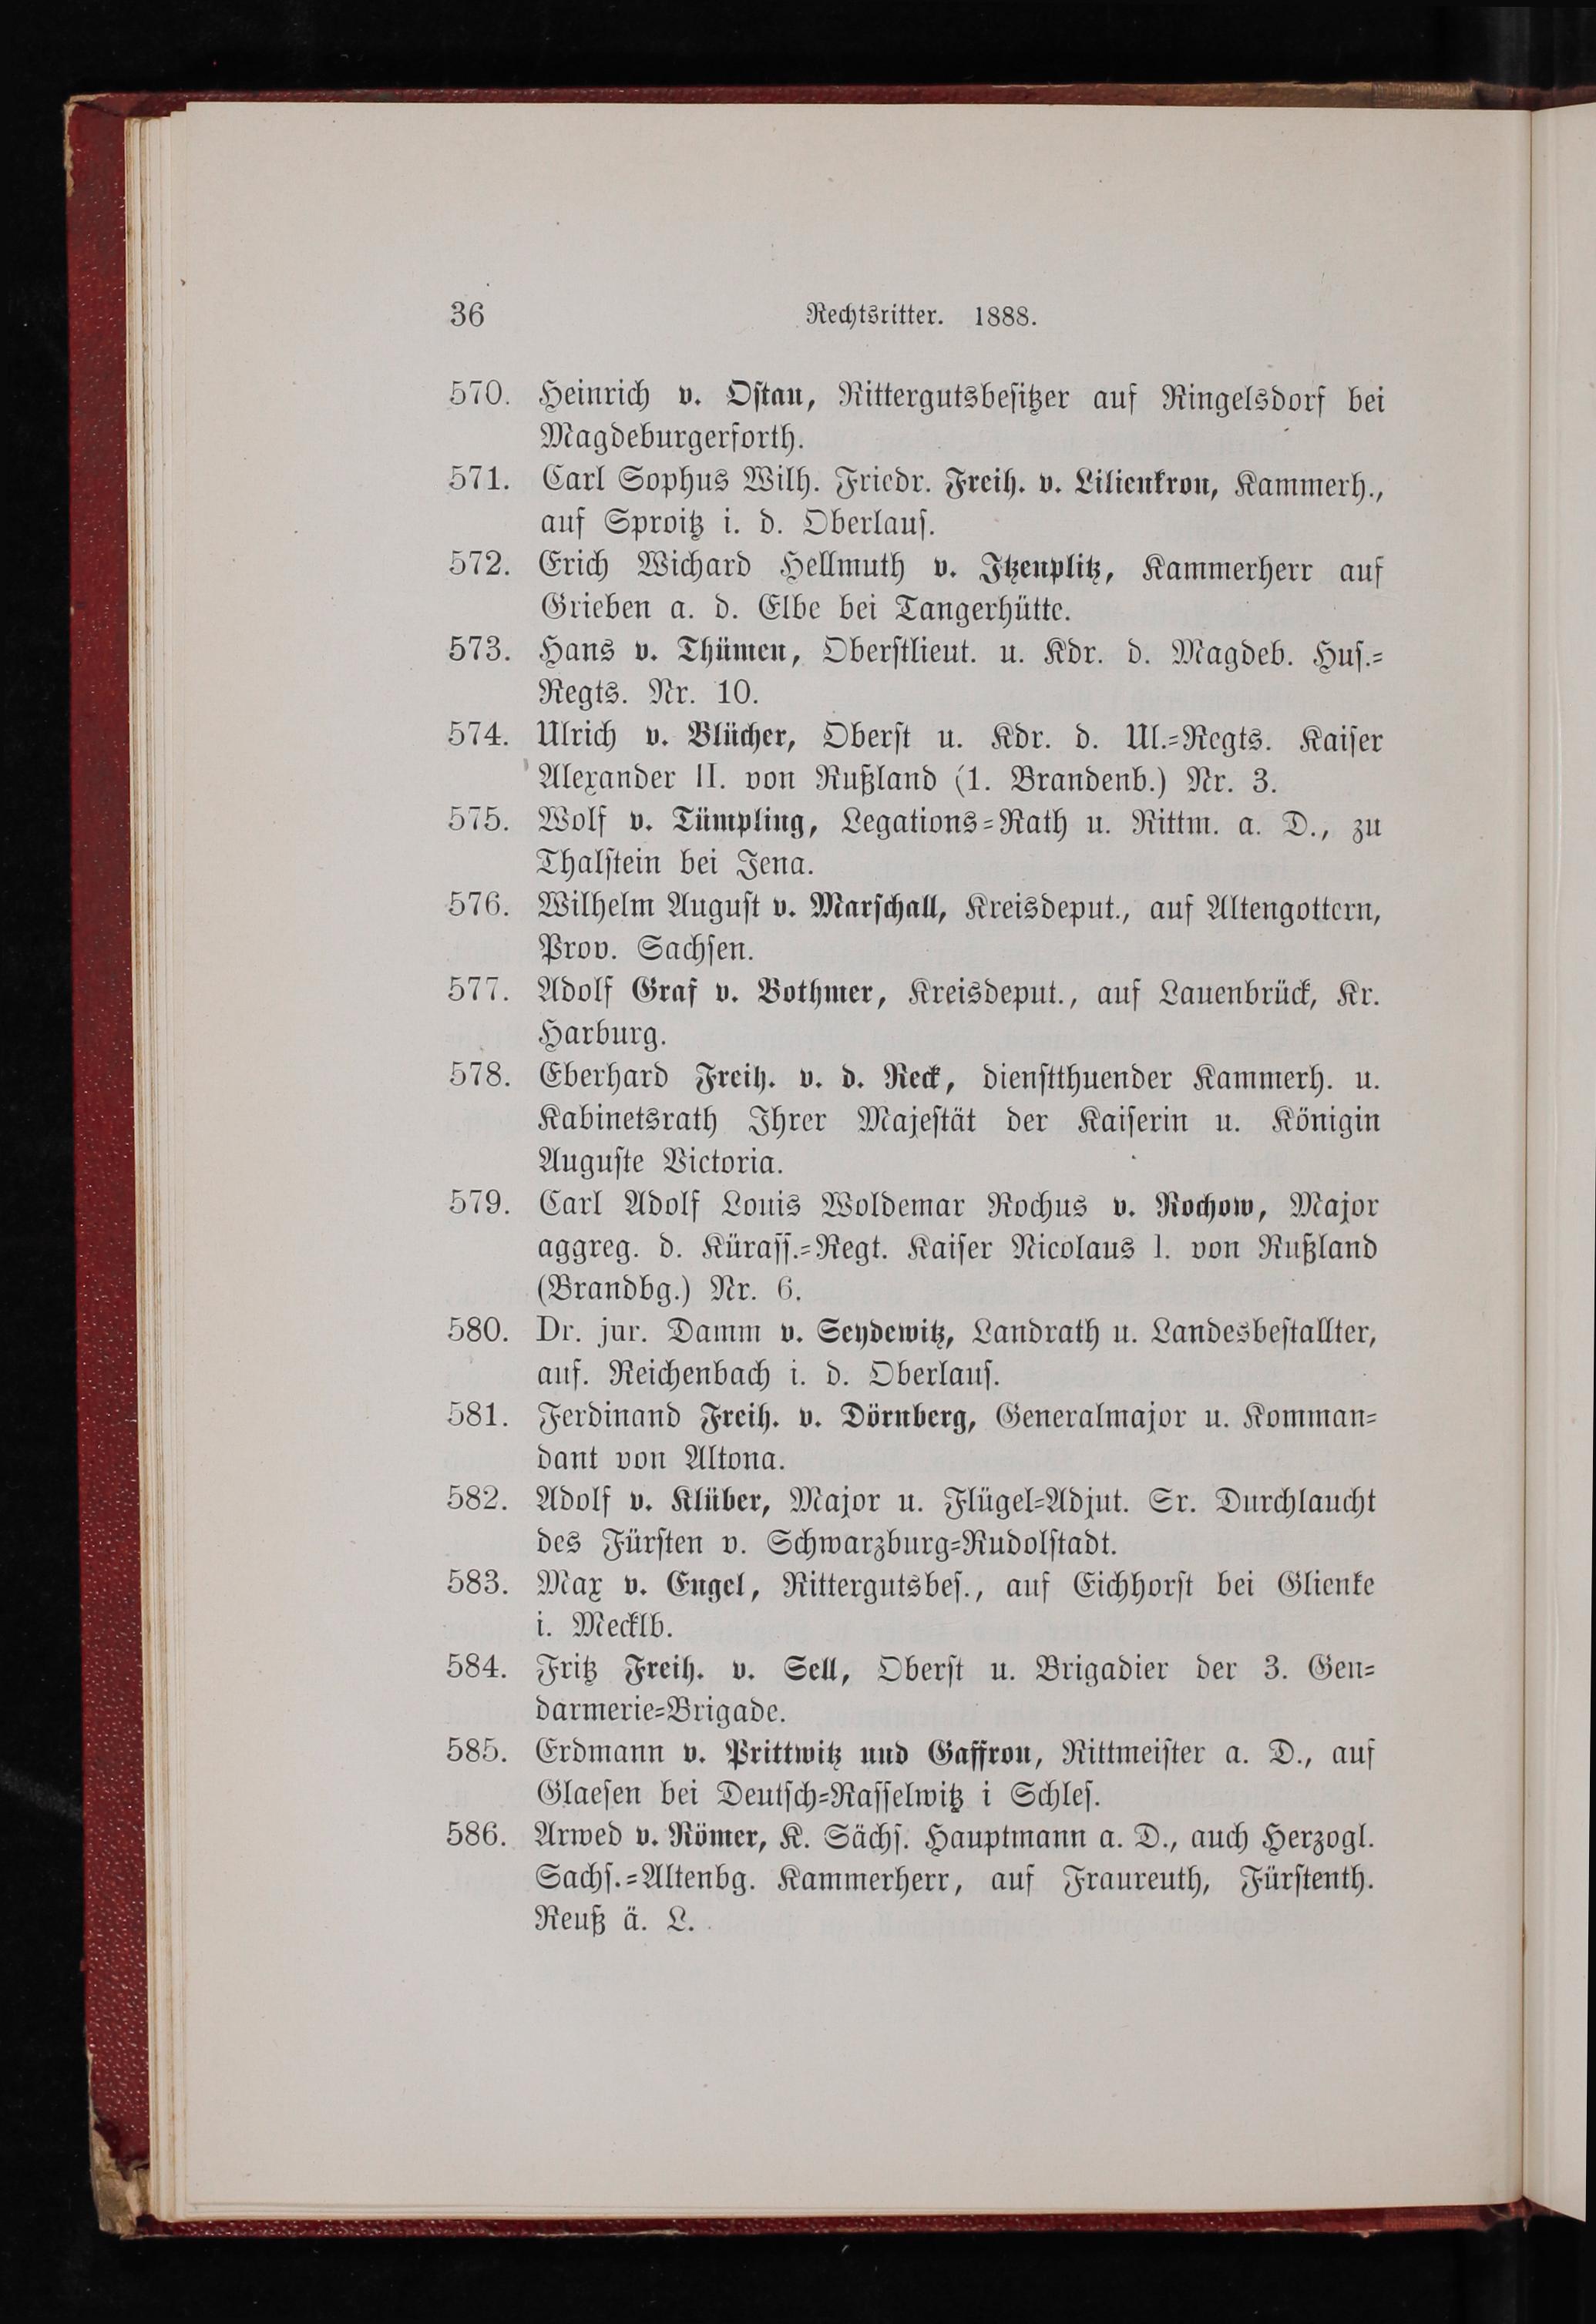 36 Rechtsritter. 1888.
570. Heinrich v. Oſtau, Rittergutsbeſitzer auf Ringelsdorf bei
Magdeburgerforth.
571. Carl Sophus Wilh. Friedr. Freih. v. Lilienkron, Kammerh.,
auf Sproitz i. d. Oberlauſ.
572. Erich Wichard Hellmuth v. Itzenplitz, Kammerherr auf
Grieben a. d. Elbe bei Tangerhütte.
573. Hans v. Thümen, Oberſtlieut. u. Kdr. d. Magdeb. Huſ.=
Regts. Nr. 10.
574. Ulrich v. Blücher, Oberſt u. Kdr. d. Ul.=Regts. Kaiſer
Alexander II. von Rußland (1. Brandenb.) Nr. 3.
575. Wolf v. Tümpling, Legations=Rath u. Rittm. a. D., zu
Thalſtein bei Jena.
576. Wilhelm Auguſt v. Marſchall, Kreisdeput., auf Altengottern,
Prov. Sachſen.
577. Adolf Graf v. Bothmer, Kreisdeput., auf Lauenbrück, Kr.
Harburg.
578. Eberhard Freih. v. d. Reck, dienſtthuender Kammerh. u.
Kabinetsrath Ihrer Majeſtät der Kaiſerin u. Königin
Auguſte Victoria.
579. Carl Adolf Louis Woldemar Rochus v. Rochow, Major
aggreg. d. Küraſſ.=Regt. Kaiſer Nicolaus I. von Rußland
(Brandbg.) Nr. 6.
580. Dr. jur. Damm v. Seydewitz, Landrath u. Landesbeſtallter,
auf. Reichenbach i. d. Oberlauſ.
581. Ferdinand Freih. v. Dörnberg, Generalmajor u. Komman=
dant von Altona.
582. Adolf v. Klüber, Major u. Flügel=Adjut. Sr. Durchlaucht
des Fürſten v. Schwarzburg=Rudolſtadt.
583. Max v. Engel, Rittergutsbeſ., auf Eichhorſt bei Glienke
i. Mecklb.
584. Fritz Freih. v. Sell, Oberſt u. Brigadier der 3. Gen=
darmerie=Brigade.
585. Erdmann v. Prittwitz und Gaffron, Rittmeiſter a. D., auf
Glaeſen bei Deutſch=Raſſelwitz i Schleſ.
586. Arwed v. Römer, K. Sächſ. Hauptmann a. D., auch Herzogl.
Sachſ.=Altenbg. Kammerherr, auf Fraureuth, Fürſtenth.
Reuß ä. L.